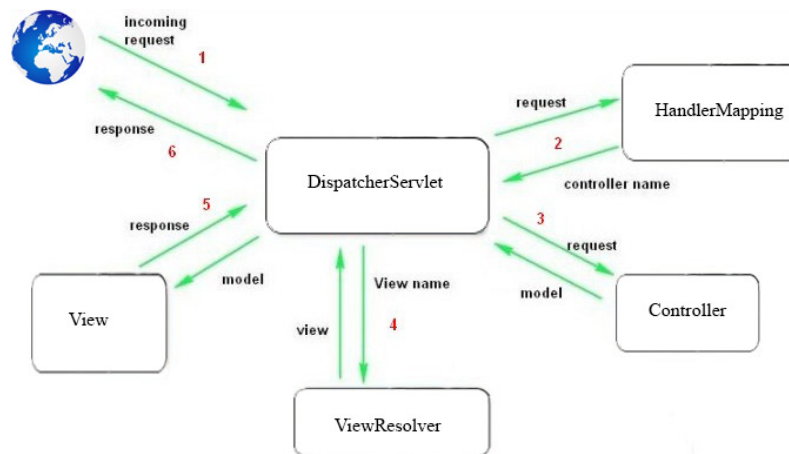 incoming
request
1
response
6
request
HandlerMapping
2
controller name
DispatcherServlet
3
request
model
Controller
5
response
model
View
View name
4
view
ViewResolver